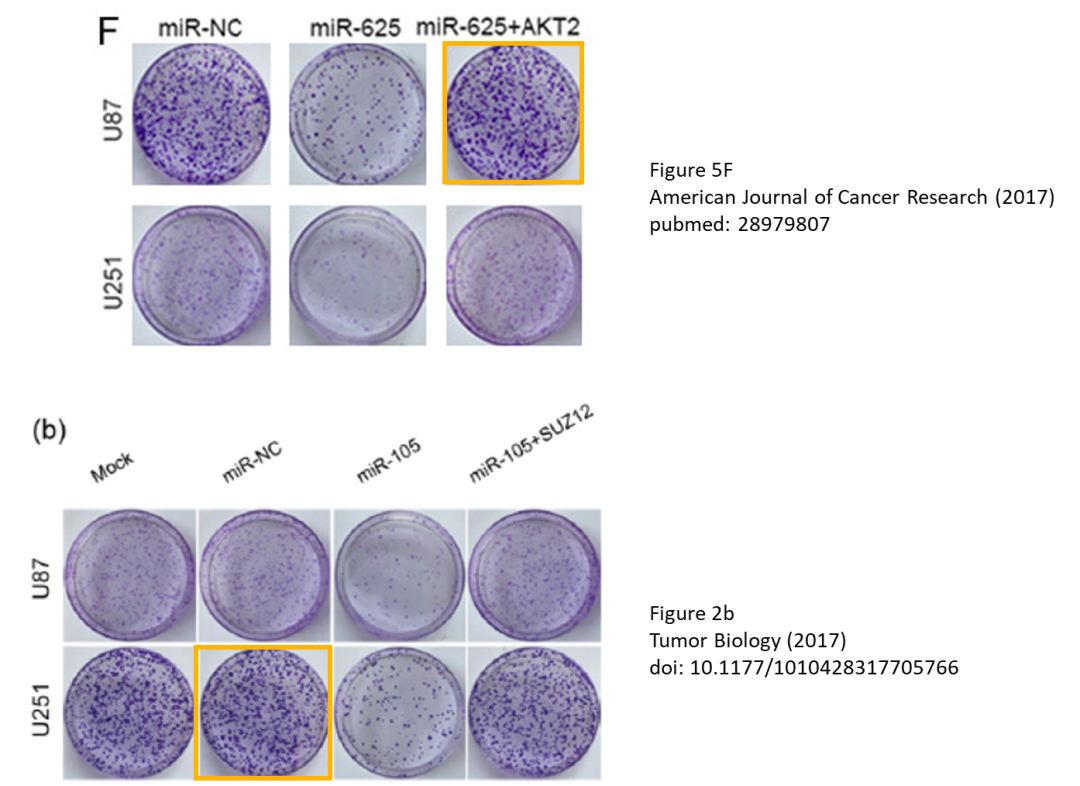 F
miR-NC miR-625 miR-625+AKT2
U87
U251
Figure 5F
American Journal of Cancer Research (2017)
pubmed: 28979807
(b)
Mock miR-NC miR-105 miR-105+SUZ12
U87
U251
Figure 2b
Tumor Biology (2017)
doi: 10.1177/1010428317705766